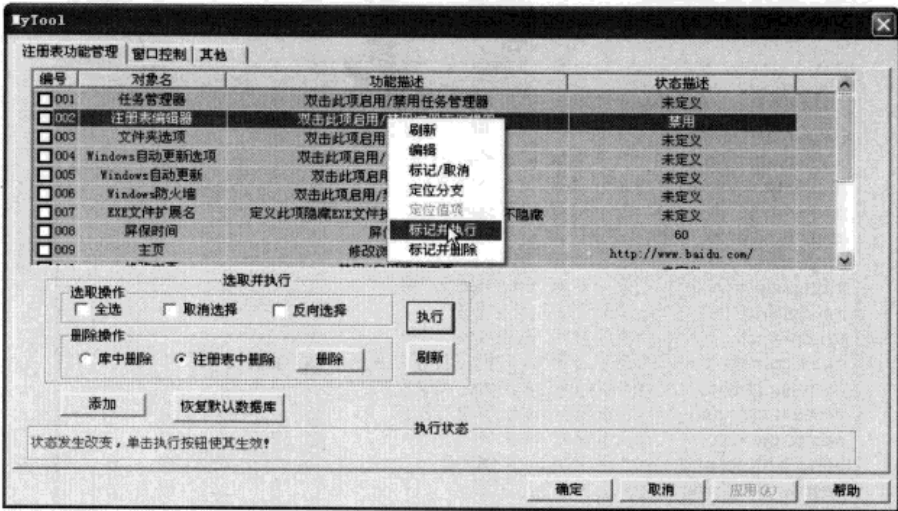 MyTool
注册表功能管理 窗口控制 其他
编号 对象名 功能描述 状态描述
001 任务管理器 双击此项启用/禁用任务管理器 未定义
002 注册表编辑器 双击此项启用/禁用 禁用
003 文件夹选项 双击此项启用 未定义
004 Windows自动更新选项 双击此项启用/ 未定义
005 Windows自动更新 双击此项启用 未定义
006 Windows防火墙 双击此项启用/ 未定义
007 EXE文件扩展名 定义此项隐藏EXE文件扩 不隐藏 未定义
008 屏保时间 屏 60
009 主页 修改浏 http://www.baidu.com/
刷新
编辑
标记/取消
定位分支
定位值项
标记并执行
标记并删除
选取并执行
选取操作
全选 取消选择 反向选择
执行
删除操作
库中删除 注册表中删除 删除
刷新
添加 恢复默认数据库
执行状态
状态发生改变，单击执行按钮使其生效!
确定 取消 应用(A) 帮助